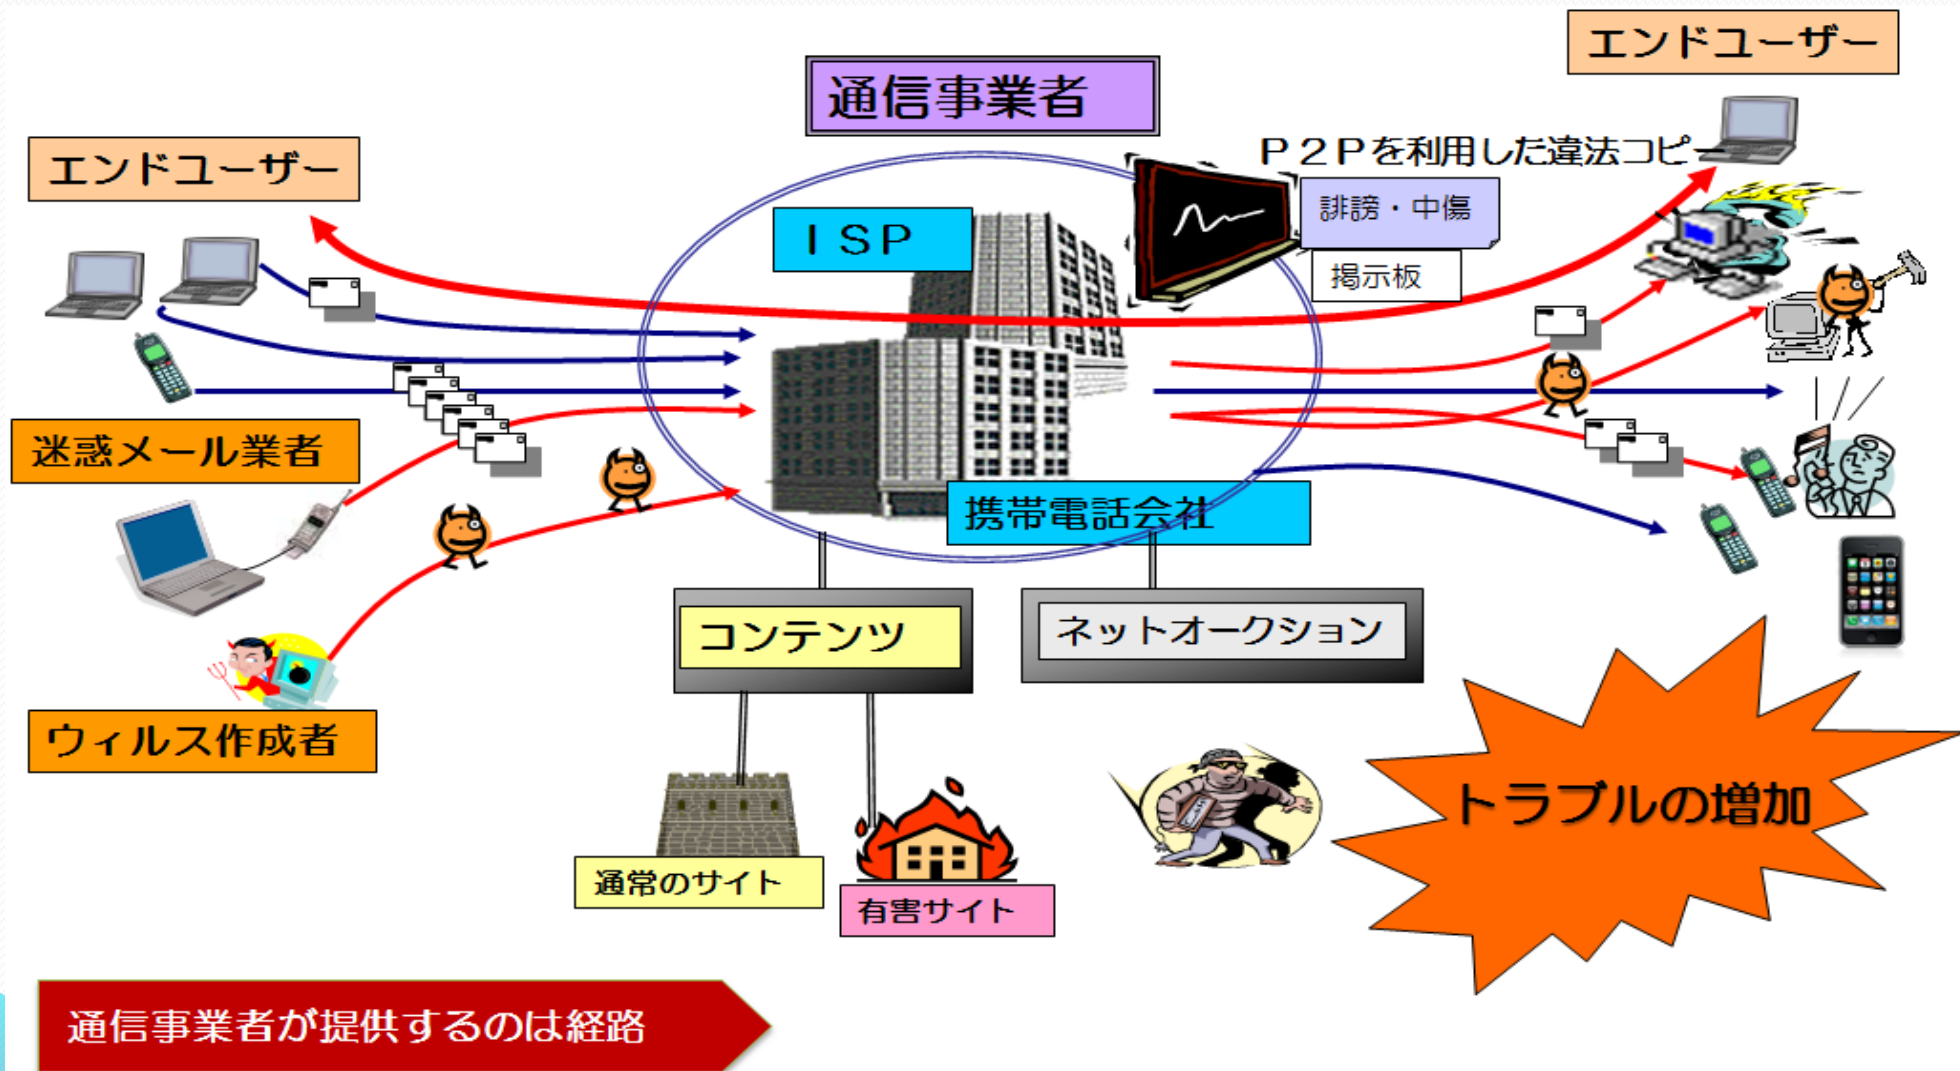 エンドユーザー
通信事業者
エンドユーザー
P2Pを利用した違法コピー
誹謗・中傷
ISP
掲示板
迷惑メール業者
携帯電話会社
コンテンツ
ネットオークション
ウィルス作成者
トラブルの増加
通常のサイト
有害サイト
通信事業者が提供するのは経路